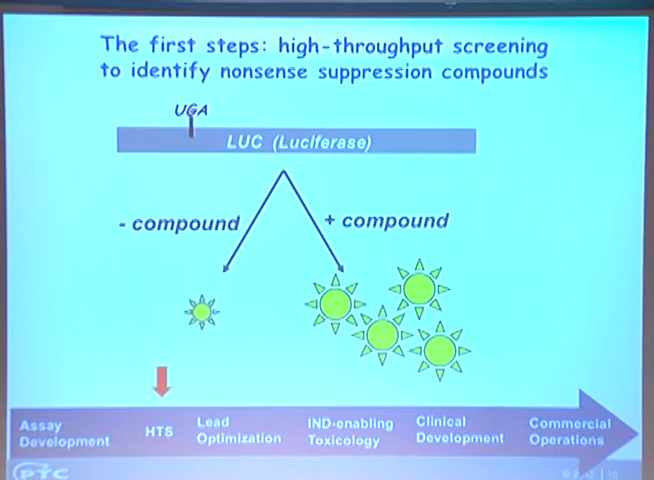 The first steps: high-throughput screening
to identify nonsense suppression compounds
UGA
LUC (Luciferase)
- compound
+ compound
Assay
Development
HTS
Lead
Optimization
IND-enabling
Toxicology
Clinical
Development
Commercial
Operations
PTC